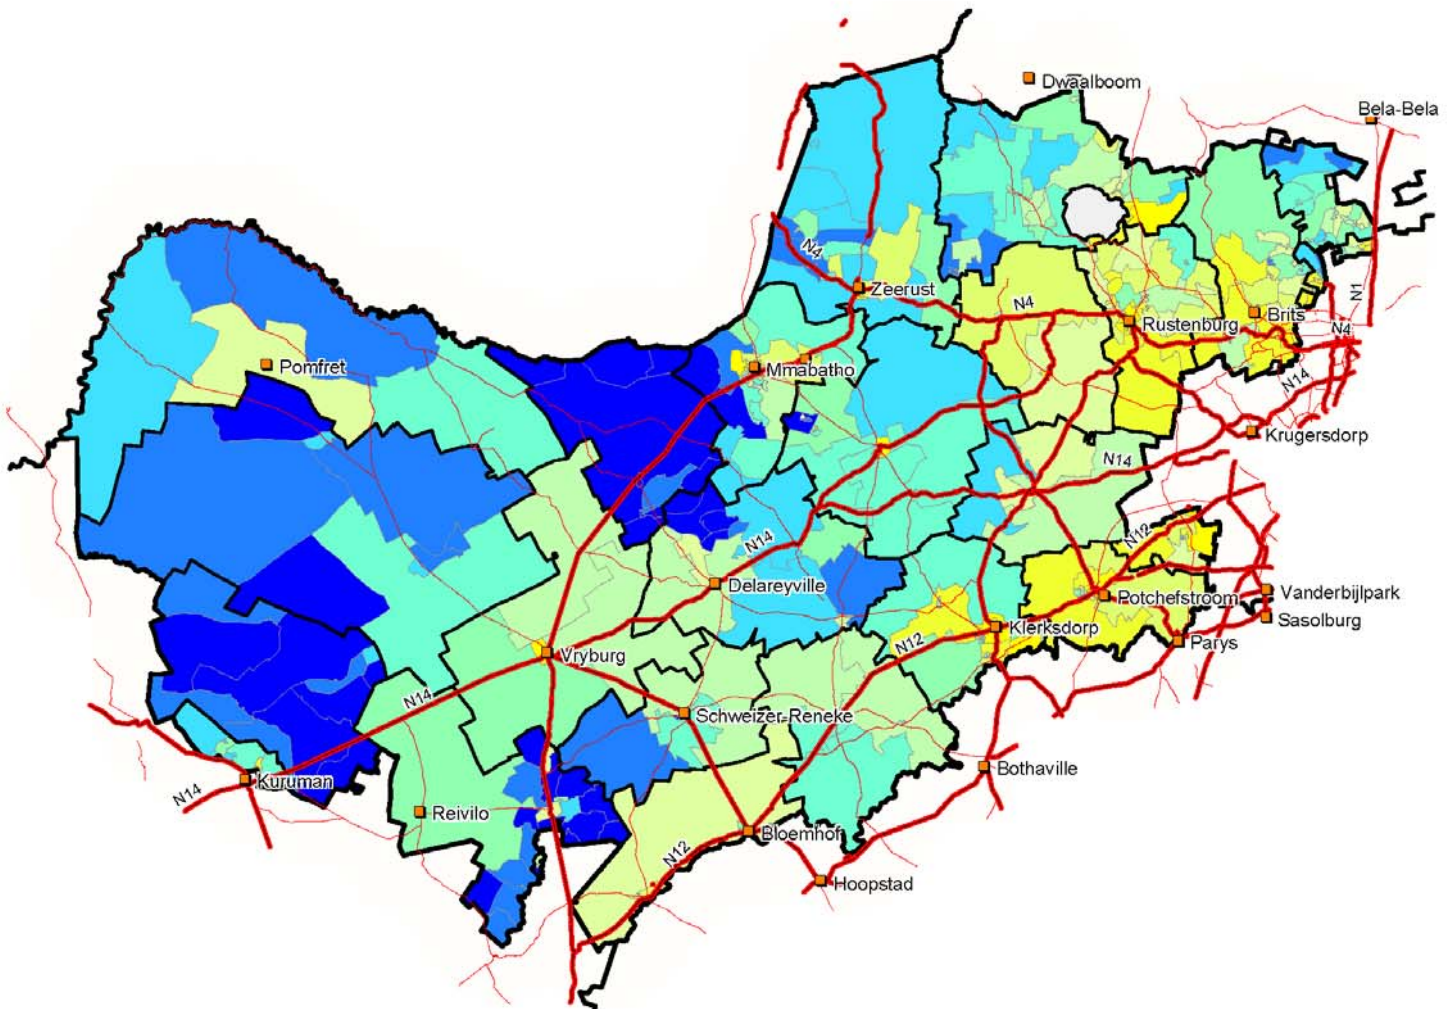 Dwaalboom
Bela-Bela
N4
Zeerust
N1
N4
Rustenburg
Brits
N4
Pomfret
Mmabatho
N14
Krugersdorp
N14
N12
N14
Delareyville
Potchefstroom
Vanderbijlpark
Sasolburg
Klerksdorp
Parys
N12
Vryburg
N14
Schweizer-Reneke
Kuruman
N14
Bothaville
Reivilo
Bloemhof
N12
Hoopstad